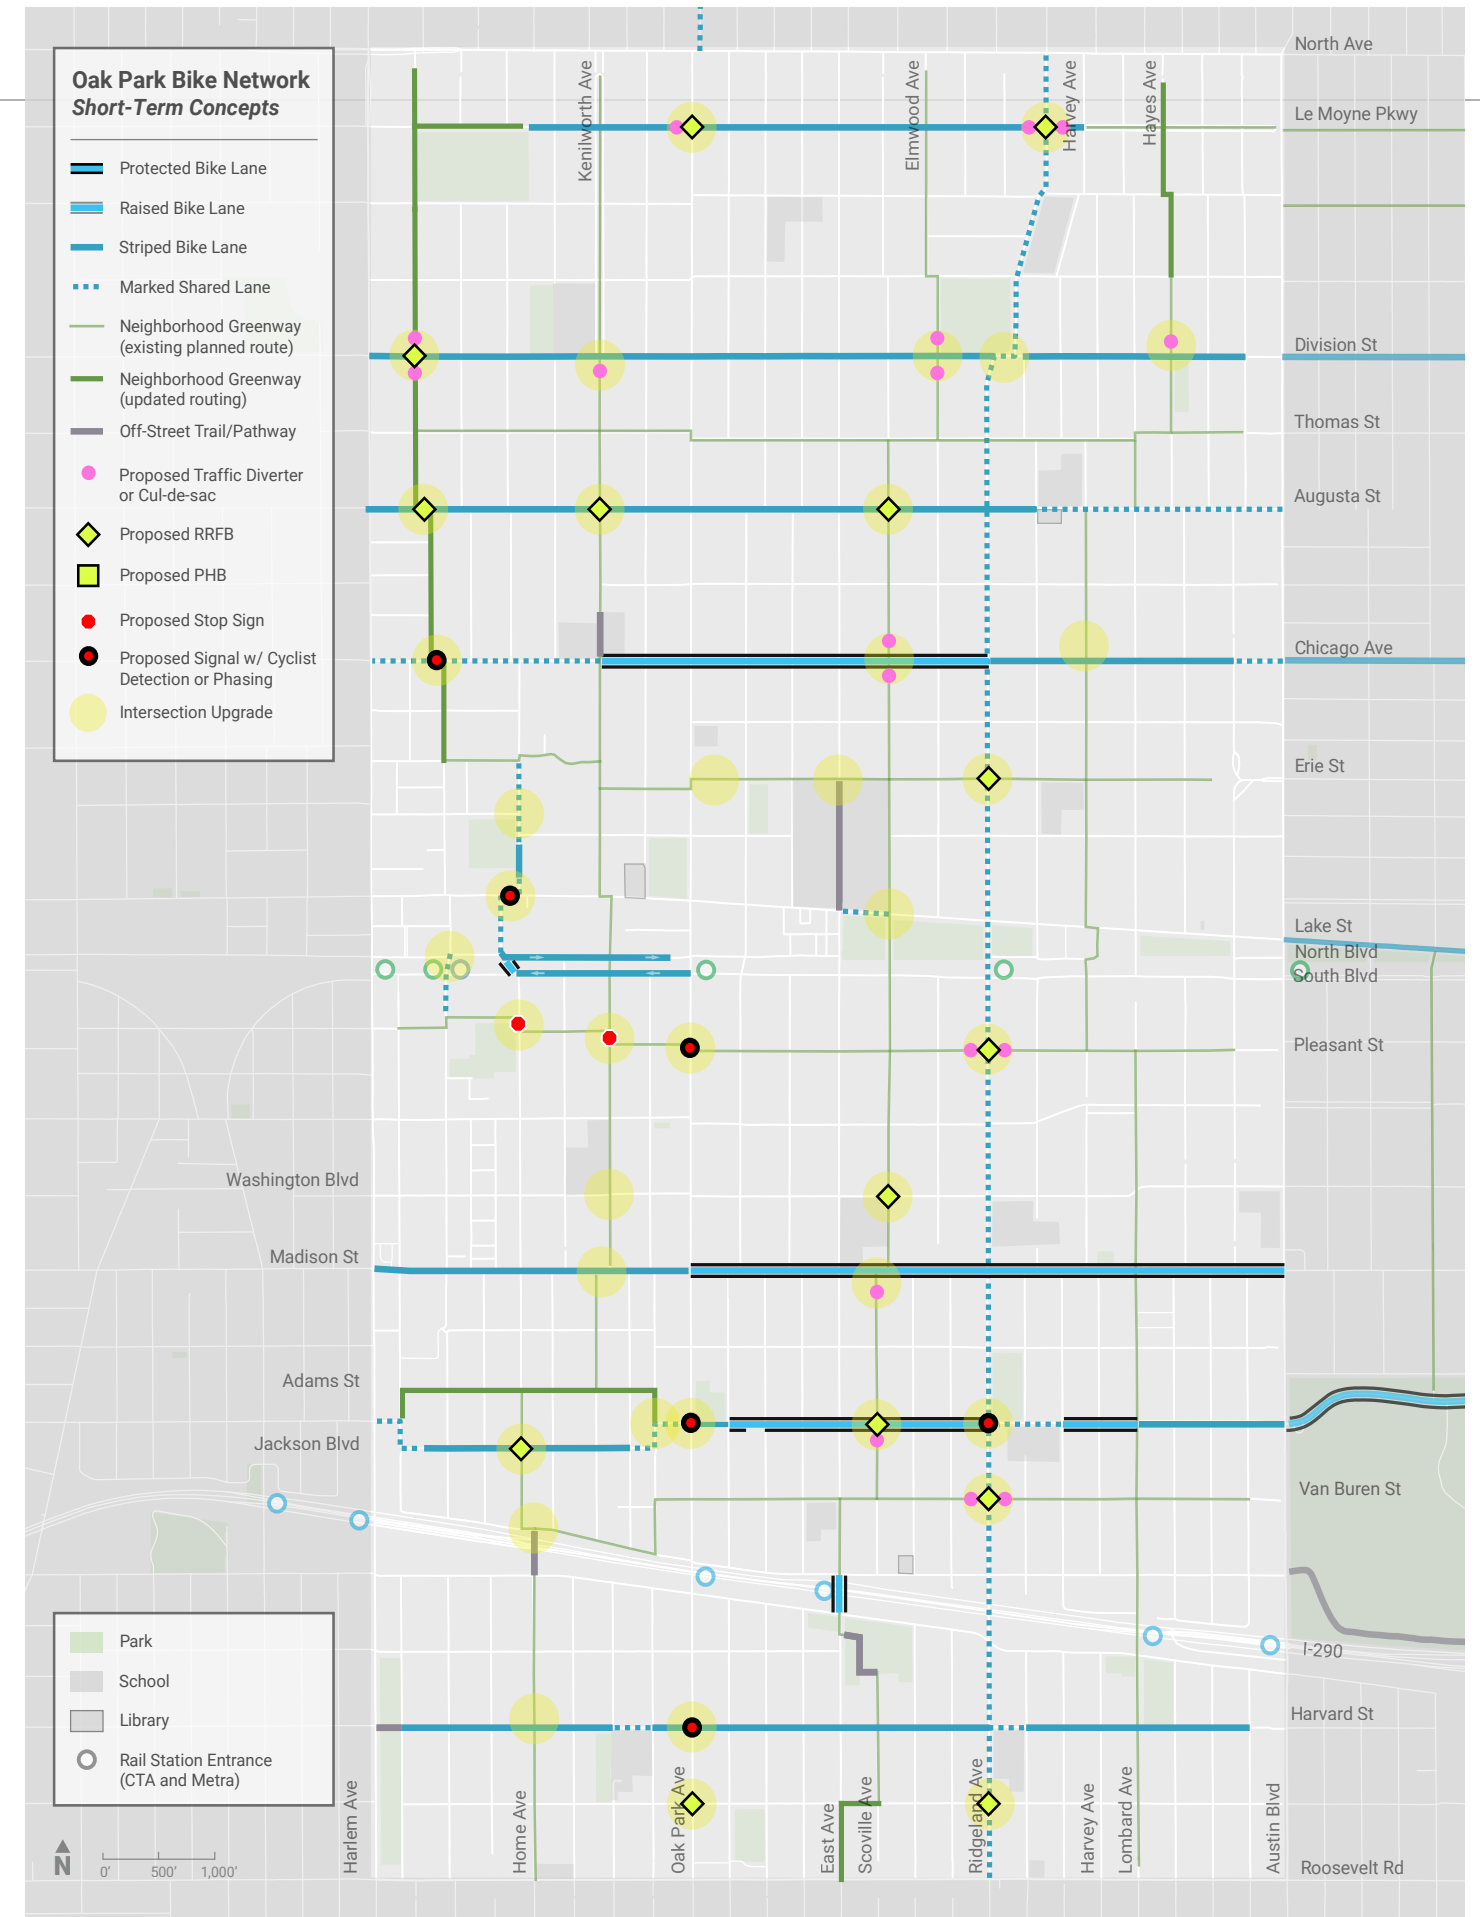 Oak Park Bike Network
Short-Term Concepts
Protected Bike Lane
Raised Bike Lane
Striped Bike Lane
Marked Shared Lane
Neighborhood Greenway
(existing planned route)
Neighborhood Greenway
(updated routing)
Off-Street Trail/Pathway
Proposed Traffic Diverter
or Cul-de-sac
Proposed RRFB
Proposed PHB
Proposed Stop Sign
Proposed Signal w/ Cyclist
Detection or Phasing
Intersection Upgrade
Kenilworth Ave
Elmwood Ave
Harvey Ave
Hayes Ave
North Ave
Le Moyne Pkwy
Division St
Thomas St
Augusta St
Chicago Ave
Erie St
Lake St
North Blvd
South Blvd
Pleasant St
Washington Blvd
Madison St
Adams St
Jackson Blvd
Van Buren St
I-290
Harvard St
Roosevelt Rd
Park
School
Library
Rail Station Entrance
(CTA and Metra)
N
0' 500' 1,000'
Harlem Ave
Home Ave
Oak Park Ave
East Ave
Scoville Ave
Ridgeland Ave
Harvey Ave
Lombard Ave
Austin Blvd